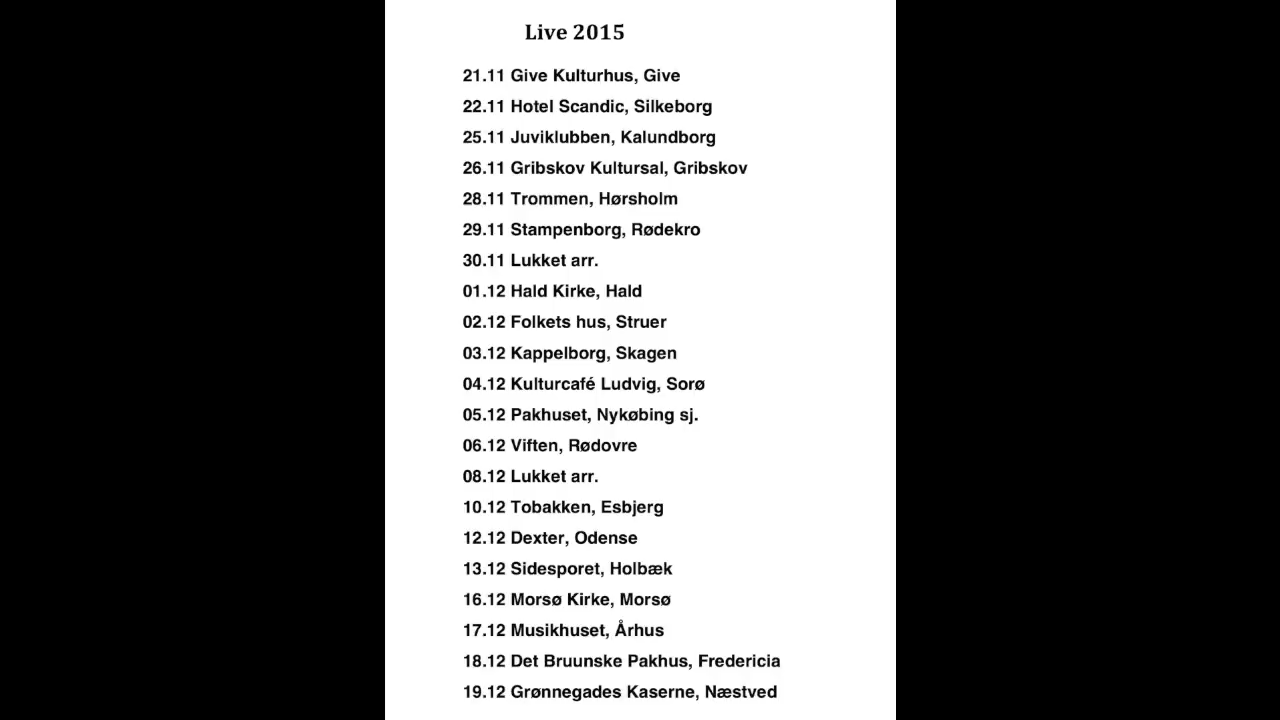 Live 2015
21.11 Give Kulturhus, Give
22.11 Hotel Scandic, Silkeborg
25.11 Juviklubben, Kalundborg
26.11 Gribskov Kultursal, Gribskov
28.11 Trommen, Hørsholm
29.11 Stampenborg, Rødekro
30.11 Lukket arr.
01.12 Hald Kirke, Hald
02.12 Folkets hus, Struer
03.12 Kappelborg, Skagen
04.12 Kulturcafé Ludvig, Sorø
05.12 Pakhuset, Nykøbing sj.
06.12 Viften, Rødovre
08.12 Lukket arr.
10.12 Tobakken, Esbjerg
12.12 Dexter, Odense
13.12 Sidesporet, Holbæk
16.12 Morsø Kirke, Morsø
17.12 Musikhuset, Århus
18.12 Det Bruunske Pakhus, Fredericia
19.12 Grønnegades Kaserne, Næstved